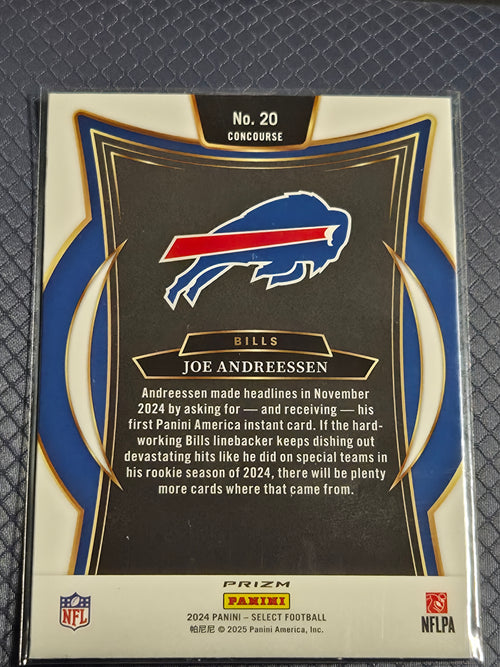 No. 20
CONCOURSE
BILLS
JOE ANDREESSEN
Andreessen made headlines in November
2024 by asking for — and receiving — his
first Panini America instant card. If the hard-
working Bills linebacker keeps dishing out
devastating hits like he did on special teams in
his rookie season of 2024, there will be plenty
more cards where that came from.
PRIZM
PANINI
2024 PANINI – SELECT FOOTBALL
帕尼尼 © 2025 Panini America, Inc.
NFL
NFLPA